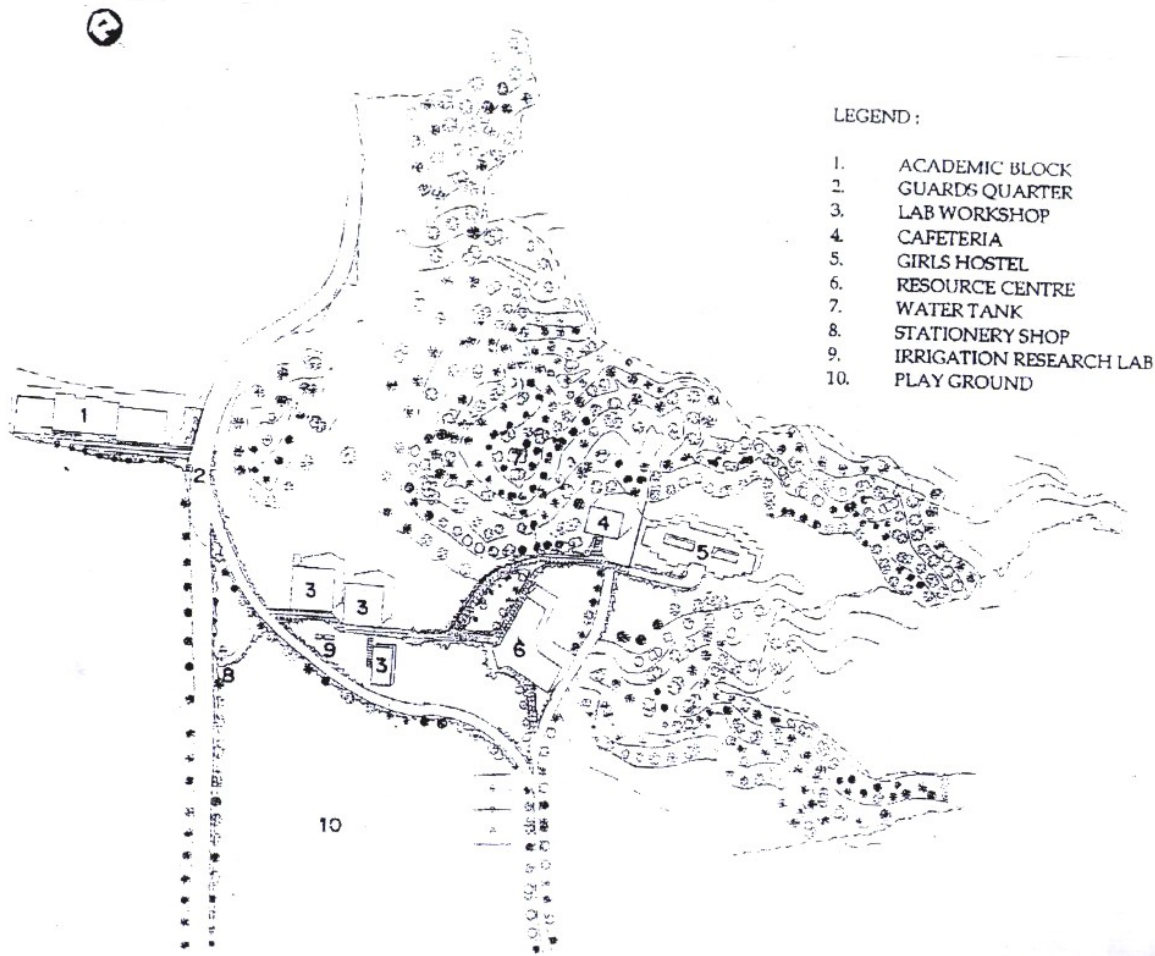 LEGEND :
1. ACADEMIC BLOCK
2. GUARDS QUARTER
3. LAB WORKSHOP
4. CAFETERIA
5. GIRLS HOSTEL
6. RESOURCE CENTRE
7. WATER TANK
8. STATIONERY SHOP
9. IRRIGATION RESEARCH LAB
10. PLAY GROUND
1
2
7
4
5
3
3
6
9
3
8
10